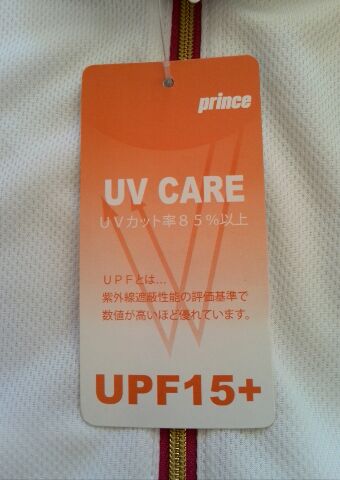 prince
UV CARE
UVカット率85%以上
UPFとは...
紫外線遮蔽性能の評価基準で
数値が高いほど優れています。
UPF15+